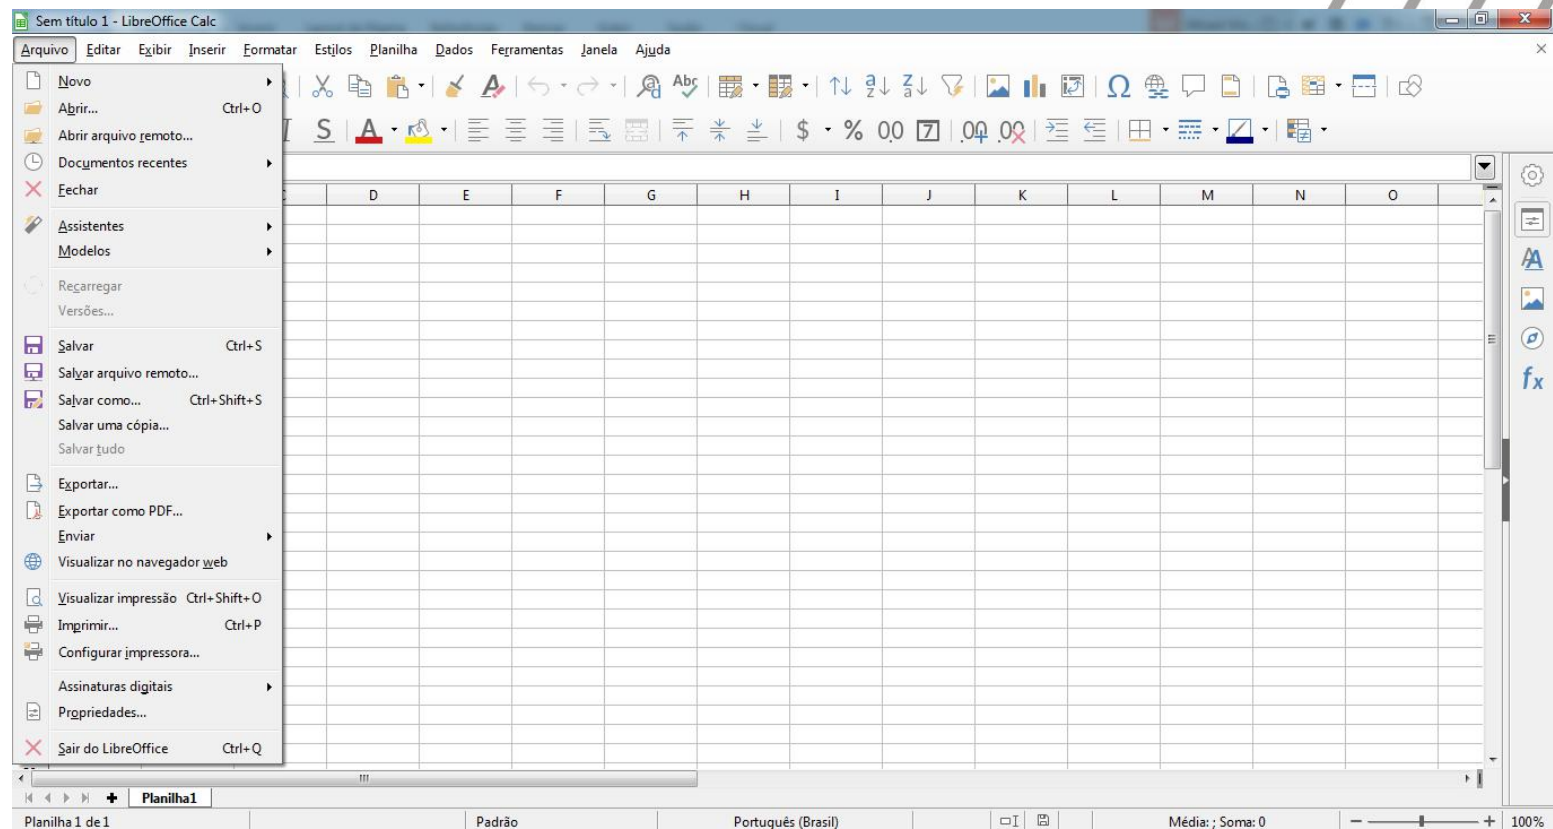 Sem título 1 - LibreOffice Calc
Arquivo Editar Exibir Inserir Formatar Estilos Planilha Dados Ferramentas Janela Ajuda
Novo
Abrir... Ctrl+O
Abrir arquivo remoto...
Documentos recentes
Fechar
Assistentes
Modelos
Recarregar
Versões...
Salvar Ctrl+S
Salvar arquivo remoto...
Salvar como... Ctrl+Shift+S
Salvar uma cópia...
Salvar tudo
Exportar...
Exportar como PDF...
Enviar
Visualizar no navegador web
Visualizar impressão Ctrl+Shift+O
Imprimir... Ctrl+P
Configurar impressora...
Assinaturas digitais
Propriedades...
Sair do LibreOffice Ctrl+Q
D E F G H I J K L M N O
Planilha1
Planilha 1 de 1 Padrão Português (Brasil) Média: ; Soma: 0 100%